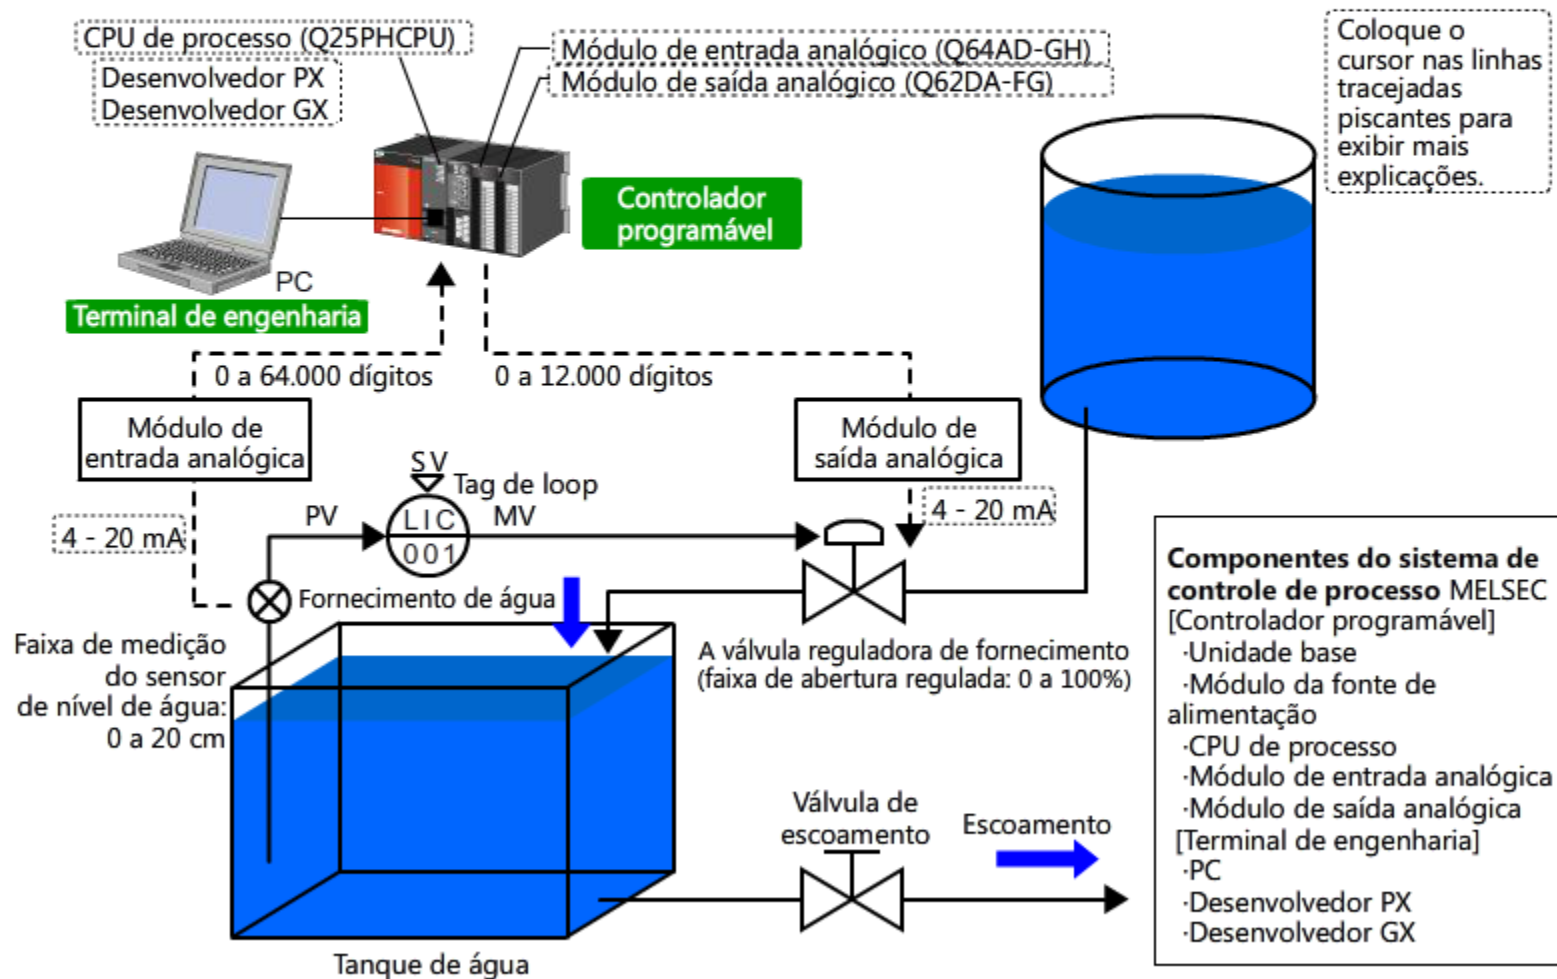 CPU de processo (Q25PHCPU)
Desenvolvedor PX
Desenvolvedor GX
Módulo de entrada analógico (Q64AD-GH)
Módulo de saída analógico (Q62DA-FG)
Coloque o
cursor nas linhas
tracejadas
piscantes para
exibir mais
explicações.
Controlador
programável
PC
Terminal de engenharia
0 a 64.000 dígitos
0 a 12.000 dígitos
Módulo de
entrada analógica
Módulo de
saída analógica
SV
Tag de loop
PV
LIC
001
MV
4 - 20 mA
4 - 20 mA
Fornecimento de água
Faixa de medição
do sensor
de nível de água:
0 a 20 cm
A válvula reguladora de fornecimento
(faixa de abertura regulada: 0 a 100%)
Válvula de
escoamento
Escoamento
Tanque de água
Componentes do sistema de
controle de processo MELSEC
[Controlador programável]
·Unidade base
·Módulo da fonte de
alimentação
·CPU de processo
·Módulo de entrada analógica
·Módulo de saída analógica
[Terminal de engenharia]
·PC
·Desenvolvedor PX
·Desenvolvedor GX